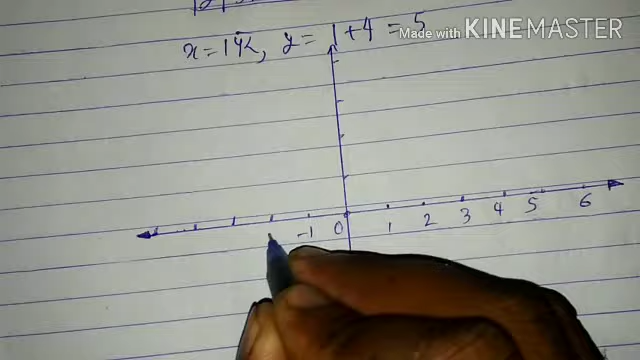 Made with KINEMASTER
x = 1, y = 1 + 4 = 5
-1 0 1 2 3 4 5 6